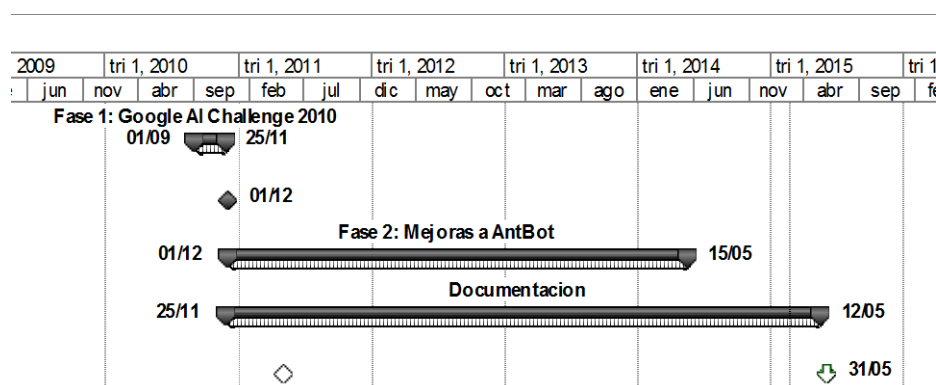 2009 tri 1, 2010 tri 1, 2011 tri 1, 2012 tri 1, 2013 tri 1, 2014 tri 1, 2015 tri 1
jun nov abr sep feb jul dic may oct mar ago ene jun nov abr sep fe
Fase 1: Google AI Challenge 2010
01/09 25/11
01/12
Fase 2: Mejoras a AntBot
01/12 15/05
Documentacion
25/11 12/05
31/05